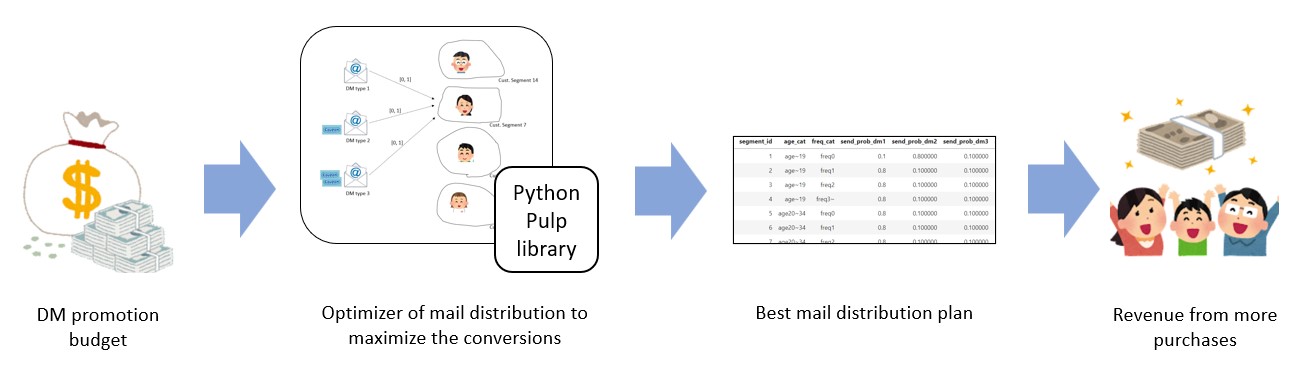 DM type 1
[0, 1]
Cust. Segment 14
DM type 2
[0, 1]
Cust. Segment 7
DM type 3
[0, 1]
Python
Pulp
library
segment_id age_cat freq_cat send_prob_dm1 send_prob_dm2 send_prob_dm3
1 age~19 freq0 0.1 0.800000 0.100000
2 age~19 freq1 0.8 0.100000 0.100000
3 age~19 freq2 0.8 0.100000 0.100000
4 age~19 freq3~ 0.8 0.100000 0.100000
5 age20~34 freq0 0.8 0.100000 0.100000
6 age20~34 freq1 0.8 0.100000 0.100000
7 age20~34 freq2 0.8 0.100000 0.100000
DM promotion
budget
Optimizer of mail distribution to
maximize the conversions
Best mail distribution plan
Revenue from more
purchases